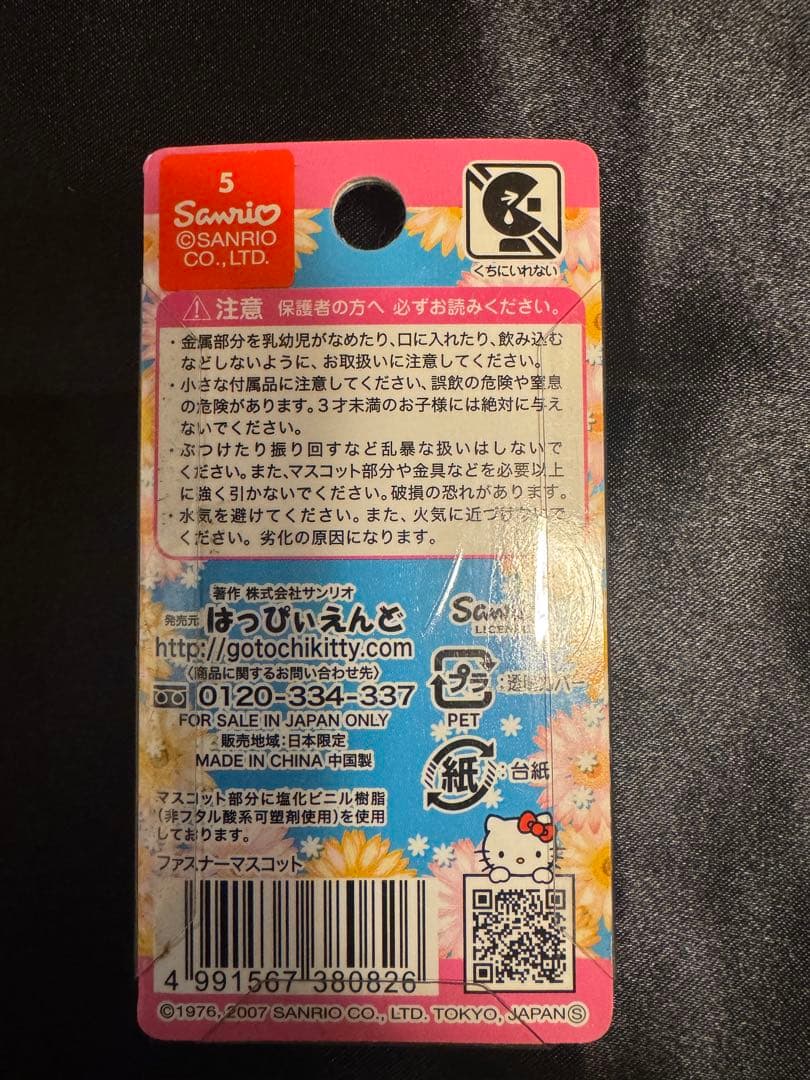 5
Sanrio
©SANRIO
CO., LTD.
くちにいれない
注意 保護者の方へ 必ずお読みください。
・金属部分を乳幼児がなめたり、口に入れたり、飲み込む
などしないように、お取扱いに注意してください。
・小さな付属品に注意してください、誤飲の危険や窒息
の危険があります。3才未満のお子様には絶対に与え
ないでください。
・ぶつけたり振り回すなど乱暴な扱いはしないで
ください。また、マスコット部分や金具などを必要以上
に強く引かないでください。破損の恐れがあります。
・水気を避けてください。また、火気に近づけないで
ください。劣化の原因になります。
著作 株式会社サンリオ
発売元 はっぴぃえんど
http://gotochikitty.com
〈商品に関するお問い合わせ先〉
0120-334-337
FOR SALE IN JAPAN ONLY
販売地域:日本限定
MADE IN CHINA 中国製
Sanrio
プラ:透明カバー
PET
紙:台紙
マスコット部分に塩化ビニル樹脂
(非フタル酸系可塑剤使用)を使用
しております。
ファスナーマスコット
4 991567 380826
©1976, 2007 SANRIO CO., LTD. TOKYO, JAPAN Ⓢ